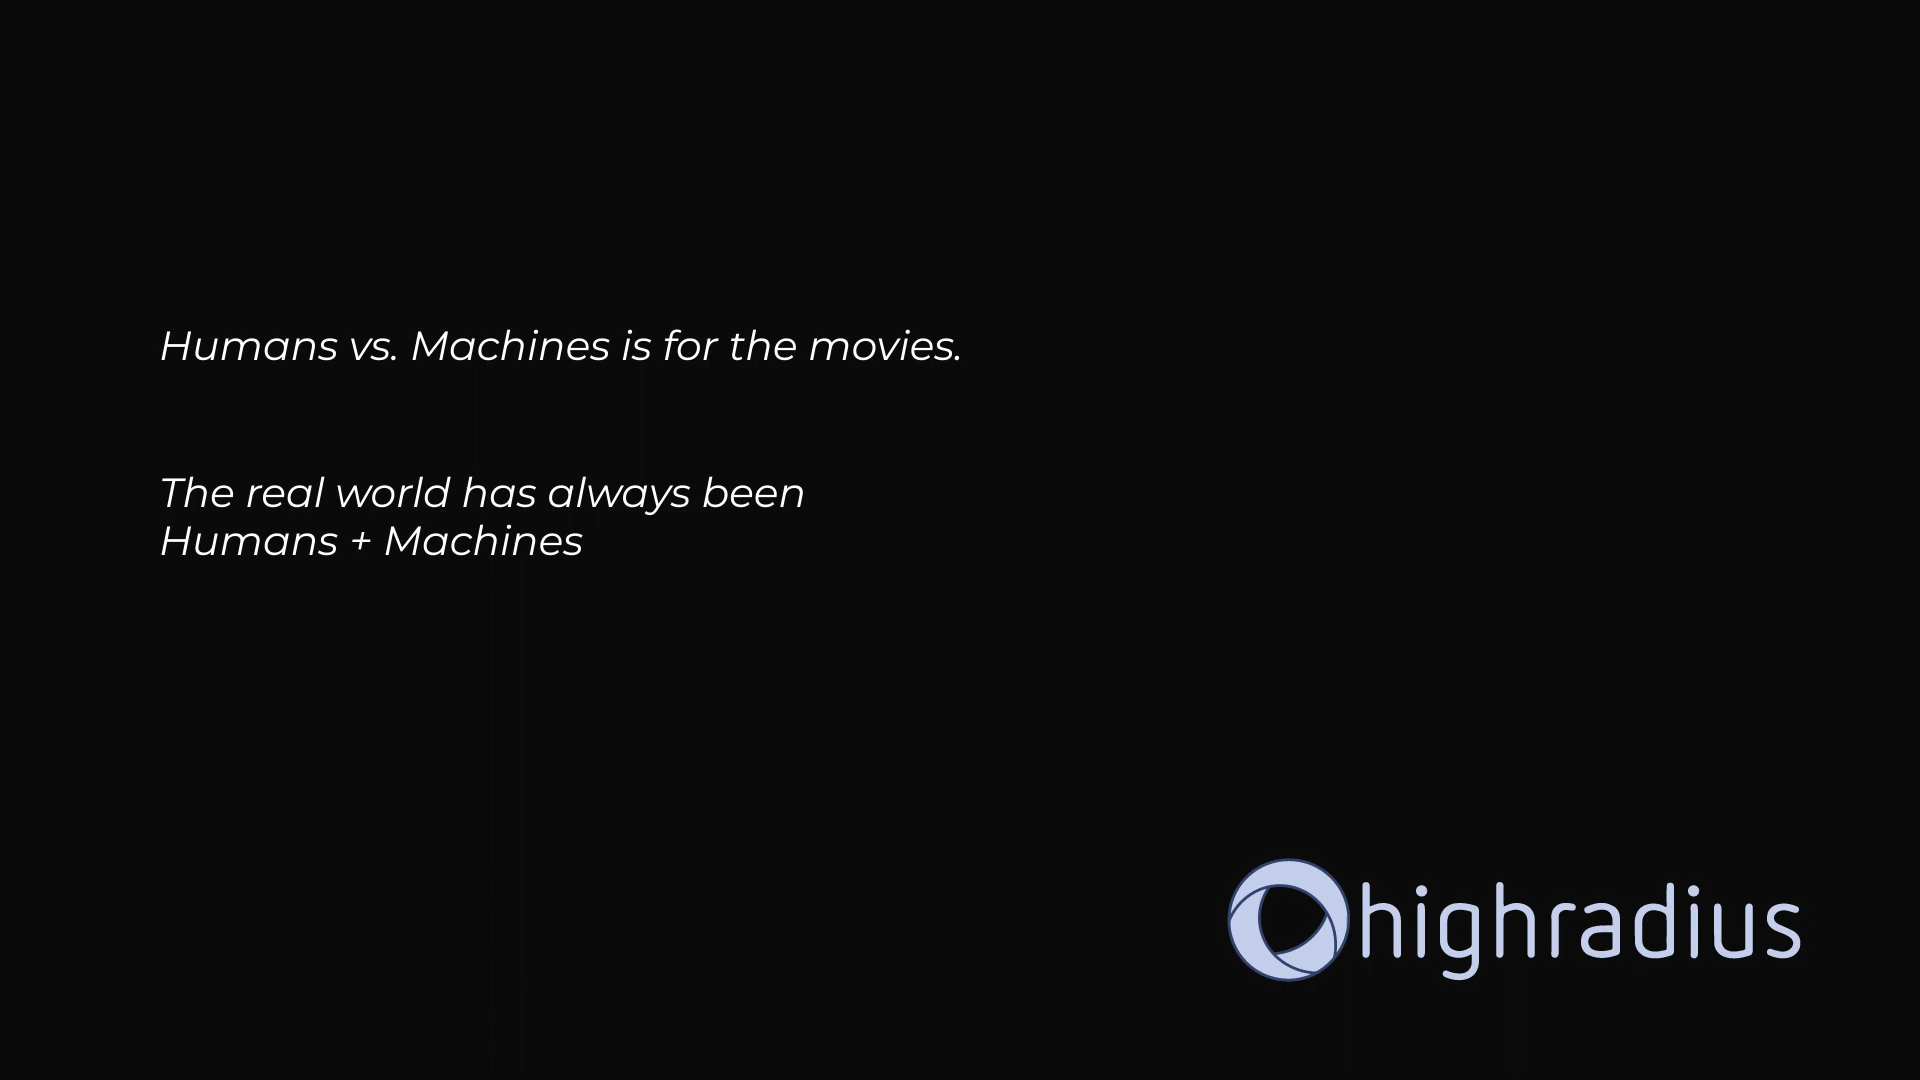 Humans vs. Machines is for the movies.
The real world has always been
Humans + Machines
highradius